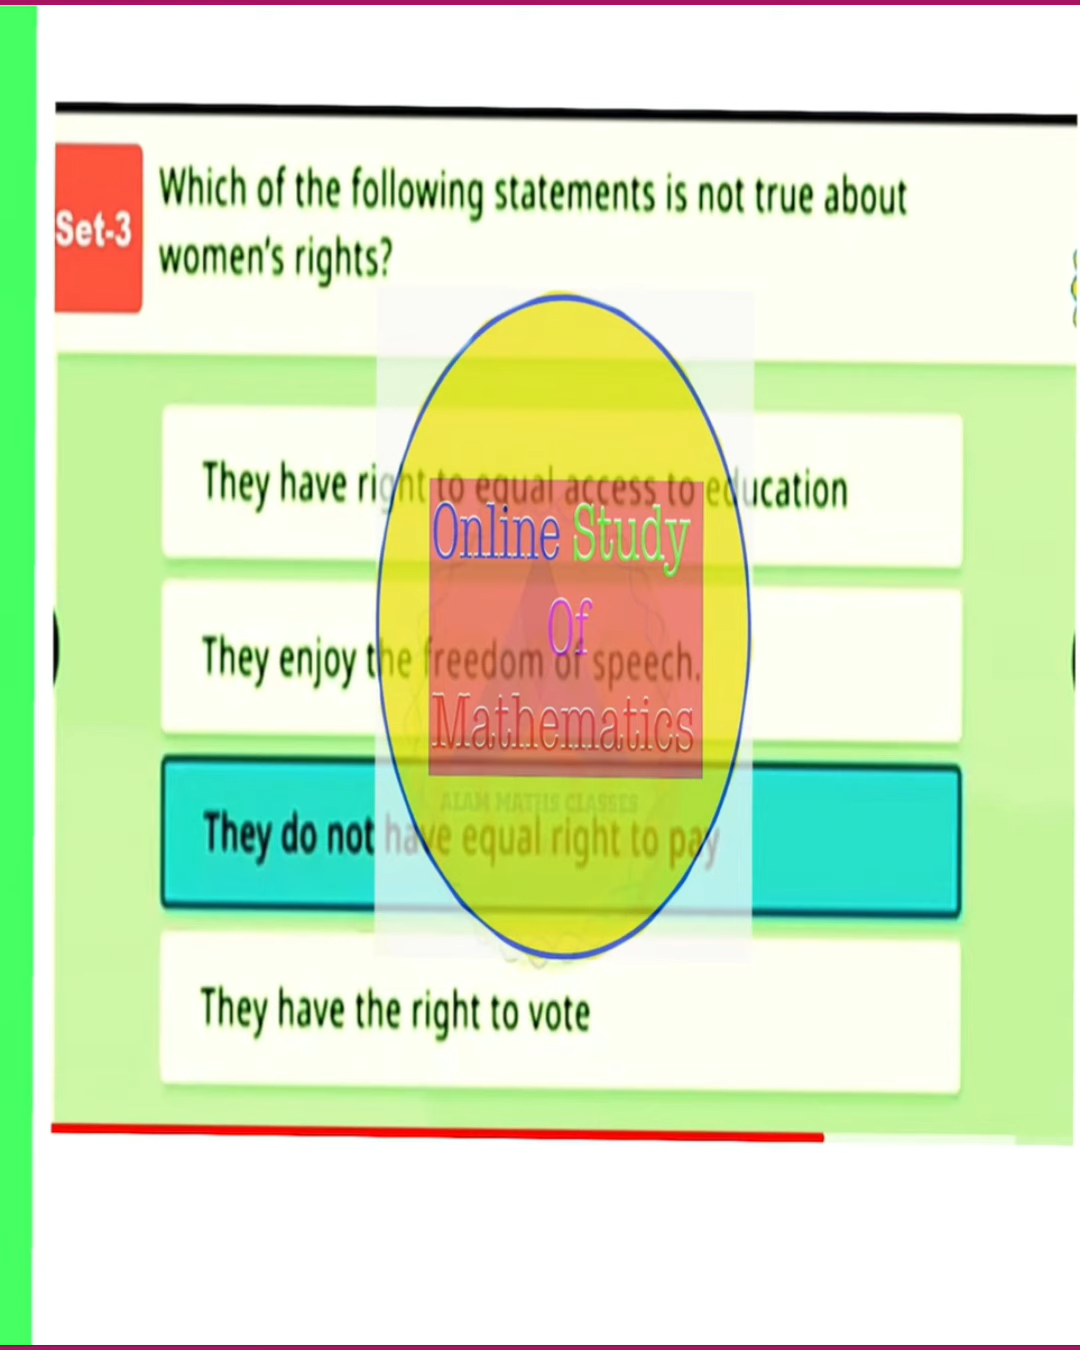 Set-3
Which of the following statements is not true about
women's rights?
They have right to equal access to education
Online Study
Of
Mathematics
They enjoy the freedom of speech.
ALAM MATHS CLASSES
They do not have equal right to pay
They have the right to vote